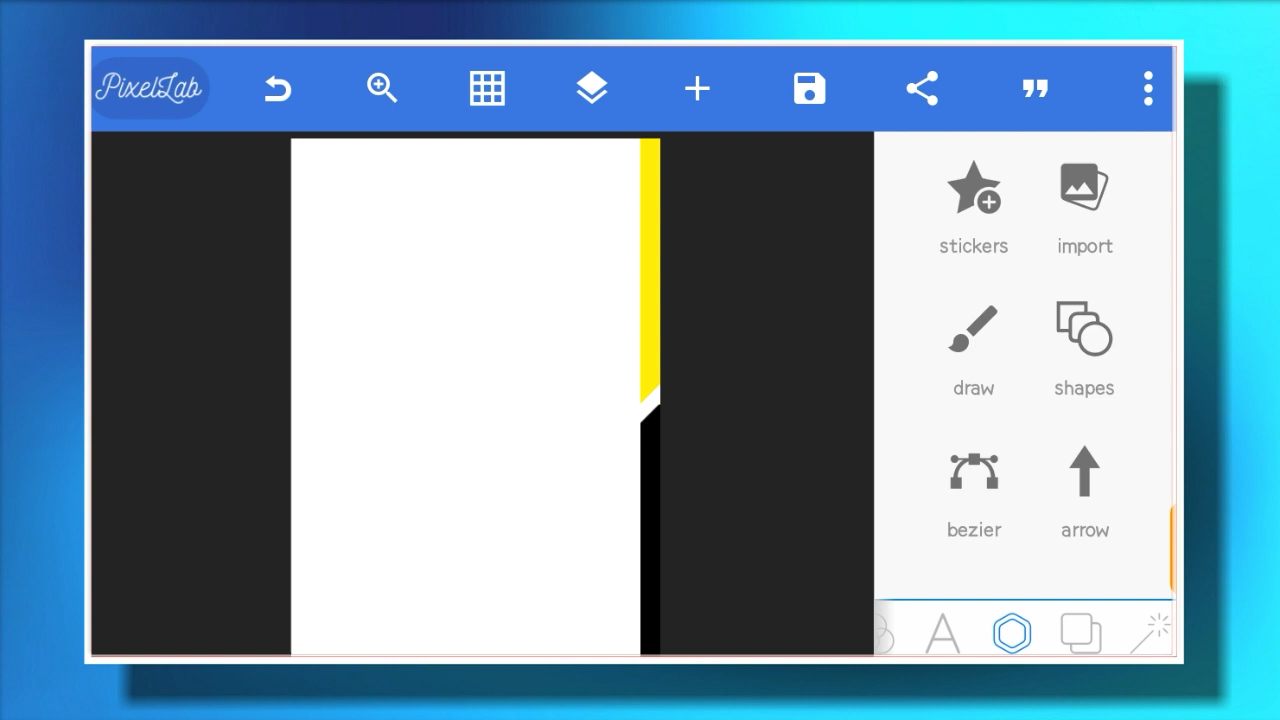 PixelLab
stickers
import
draw
shapes
bezier
arrow